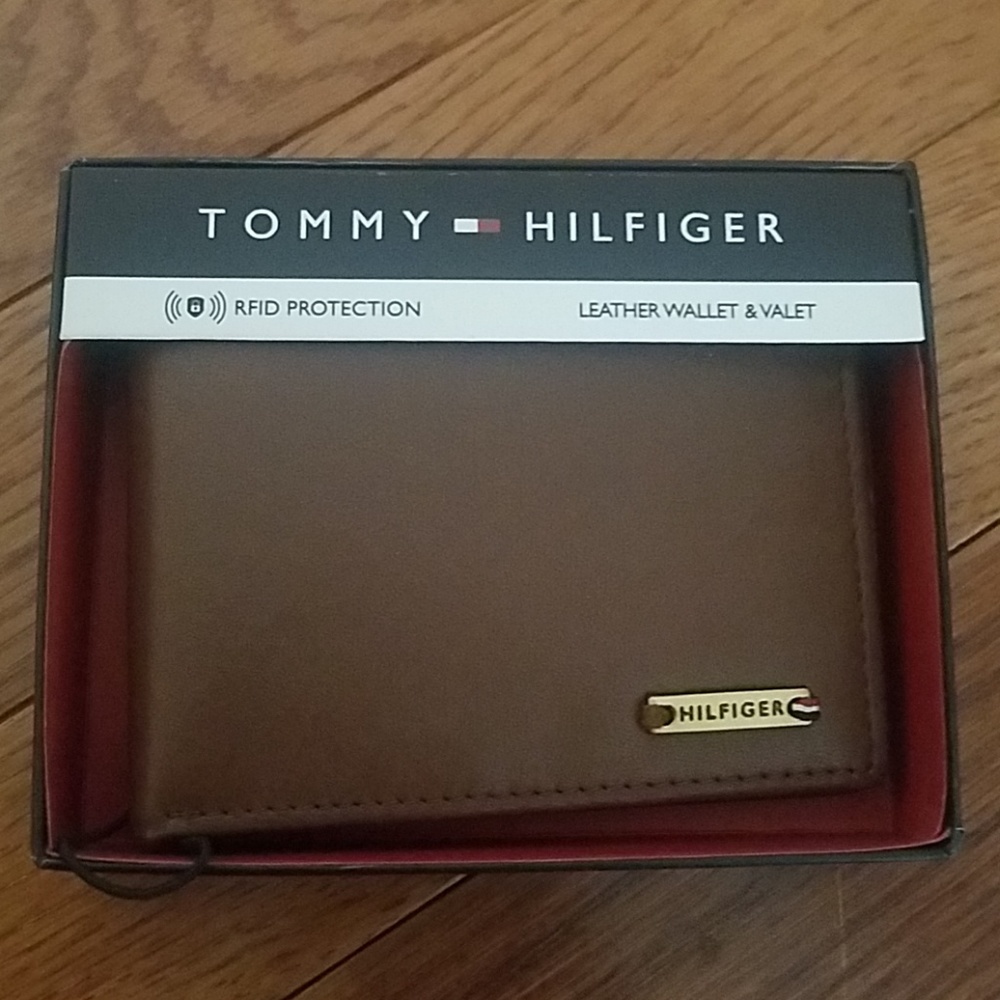 TOMMY HILFIGER
RFID PROTECTION LEATHER WALLET & VALET
HILFIGER